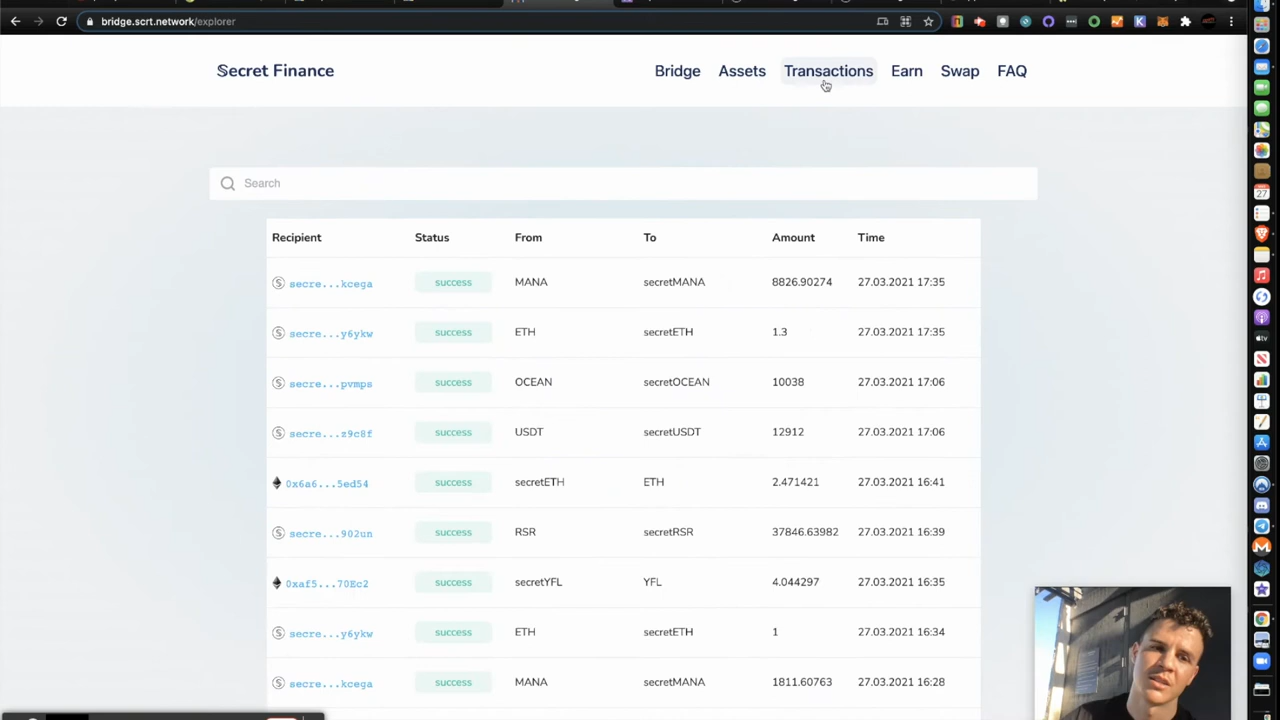 bridge.scrt.network/explorer
Secret Finance
Bridge Assets Transactions Earn Swap FAQ
Search
Recipient Status From To Amount Time
secre...kcega success MANA secretMANA 8826.90274 27.03.2021 17:35
secre...y6ykw success ETH secretETH 1.3 27.03.2021 17:35
secre...pvmps success OCEAN secretOCEAN 10038 27.03.2021 17:06
secre...z9c8f success USDT secretUSDT 12912 27.03.2021 17:06
0x6a6...5ed54 success secretETH ETH 2.471421 27.03.2021 16:41
secre...902un success RSR secretRSR 37846.63982 27.03.2021 16:39
0xaf5...70Ec2 success secretYFL YFL 4.044297 27.03.2021 16:35
secre...y6ykw success ETH secretETH 1 27.03.2021 16:34
secre...kcega success MANA secretMANA 1811.60763 27.03.2021 16:28